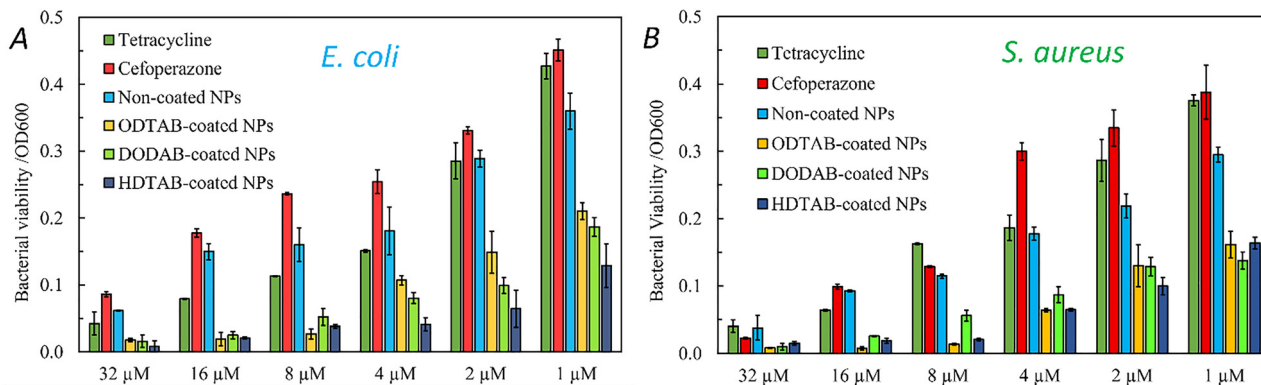 A
E. coli
Tetracycline
Cefoperazone
Non-coated NPs
ODTAB-coated NPs
DODAB-coated NPs
HDTAB-coated NPs
Bacterial viability /OD600
0.5
0.4
0.3
0.2
0.1
0.0
32 μM 16 μM 8 μM 4 μM 2 μM 1 μM
B
S. aureus
Tetracycline
Cefoperazone
Non-coated NPs
ODTAB-coated NPs
DODAB-coated NPs
HDTAB-coated NPs
Bacterial Viability /OD600
0.5
0.4
0.3
0.2
0.1
0.0
32 μM 16 μM 8 μM 4 μM 2 μM 1 μM